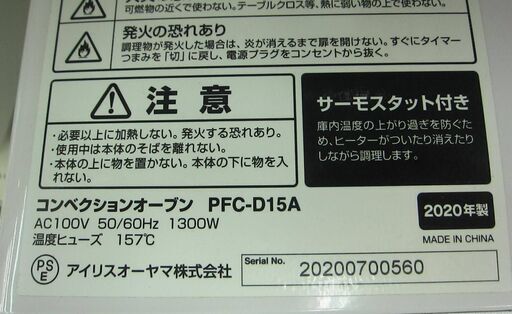 可燃物の近くで使わない。テーブルクロス等、熱に弱い物の上で使わない。
発火の恐れあり
調理物が発火した場合は、炎が消えるまで扉を開けない。すぐにタイマー
つまみを「切」に戻し、電源プラグをコンセントから抜く。
注意
・必要以上に加熱しない。発火する恐れあり。
・使用中は本体のそばを離れない。
・本体の上に物を置かない。本体の下に物を入
れない。
サーモスタット付き
庫内温度の上がり過ぎを防ぐため
め、ヒーターがついたり消えたり
しながら調理します。
コンベクションオーブン PFC-D15A
AC100V 50/60Hz 1300W
温度ヒューズ 157℃
2020年製
MADE IN CHINA
PS
E
アイリスオーヤマ株式会社
Serial No.
20200700560